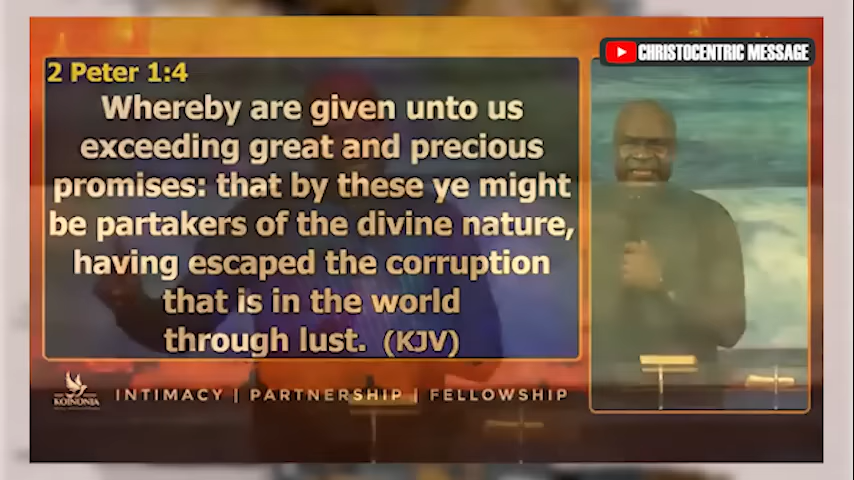 CHRISTOCENTRIC MESSAGE
2 Peter 1:4
Whereby are given unto us
exceeding great and precious
promises: that by these ye might
be partakers of the divine nature,
having escaped the corruption
that is in the world
through lust. (KJV)
KOINONIA
INTIMACY | PARTNERSHIP | FELLOWSHIP